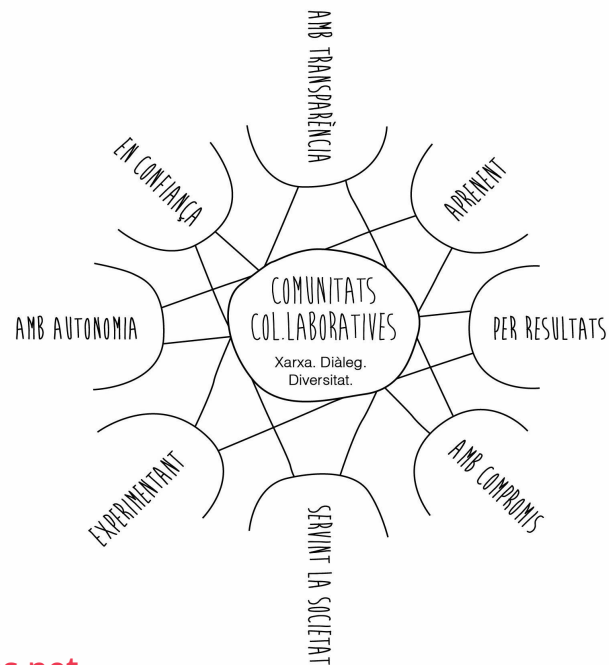 AMB TRANSPARÈNCIA
EN CONFIANÇA
APRENENT
COMUNITATS
COL.LABORATIVES
Xarxa. Diàleg.
Diversitat.
AMB AUTONOMIA
PER RESULTATS
EXPERIMENTANT
AMB COMPROMIS
SERVINT LA SOCIETAT